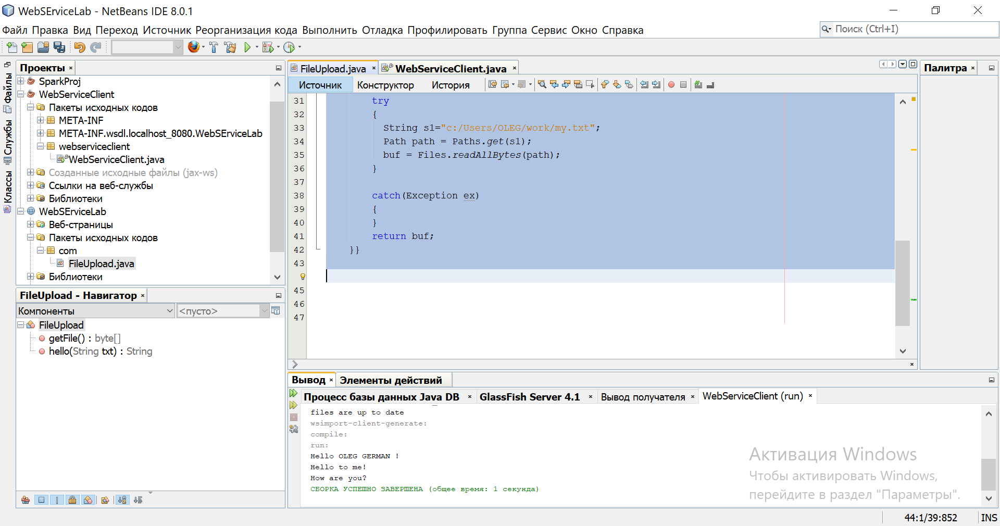 WebSErviceLab - NetBeans IDE 8.0.1
Файл Правка Вид Переход Источник Реорганизация кода Выполнить Отладка Профилировать Группа Сервис Окно Справка
Поиск (Ctrl+I)
Файлы
Службы
Классы
Проекты
SparkProj
WebServiceClient
Пакеты исходных кодов
META-INF
META-INF.wsdl.localhost_8080.WebSErviceLab
webserviceclient
WebServiceClient.java
Созданные исходные файлы (jax-ws)
Ссылки на веб-службы
Библиотеки
WebSErviceLab
Веб-страницы
Пакеты исходных кодов
com
FileUpload.java
Библиотеки
FileUpload - Навигатор
Компоненты
<пусто>
FileUpload
getFile() : byte[]
hello(String txt) : String
FileUpload.java
WebServiceClient.java
Источник Конструктор История
31 try
32 {
33 String s1="c:/Users/OLEG/work/my.txt";
34 Path path = Paths.get(s1);
35 buf = Files.readAllBytes(path);
36 }
37
38 catch(Exception ex)
39 {
40 }
41 return buf;
42 }}
43
45
46
47
Палитра
Вывод
Элементы действий
Процесс базы данных Java DB
GlassFish Server 4.1
Вывод получателя
WebServiceClient (run)
files are up to date
wsimport-client-generate:
compile:
run:
Hello OLEG GERMAN !
Hello to me!
How are you?
СБОРКА УСПЕШНО ЗАВЕРШЕНА (общее время: 1 секунда)
Активация Windows
Чтобы активировать Windows,
перейдите в раздел "Параметры".
44:1/39:852
INS